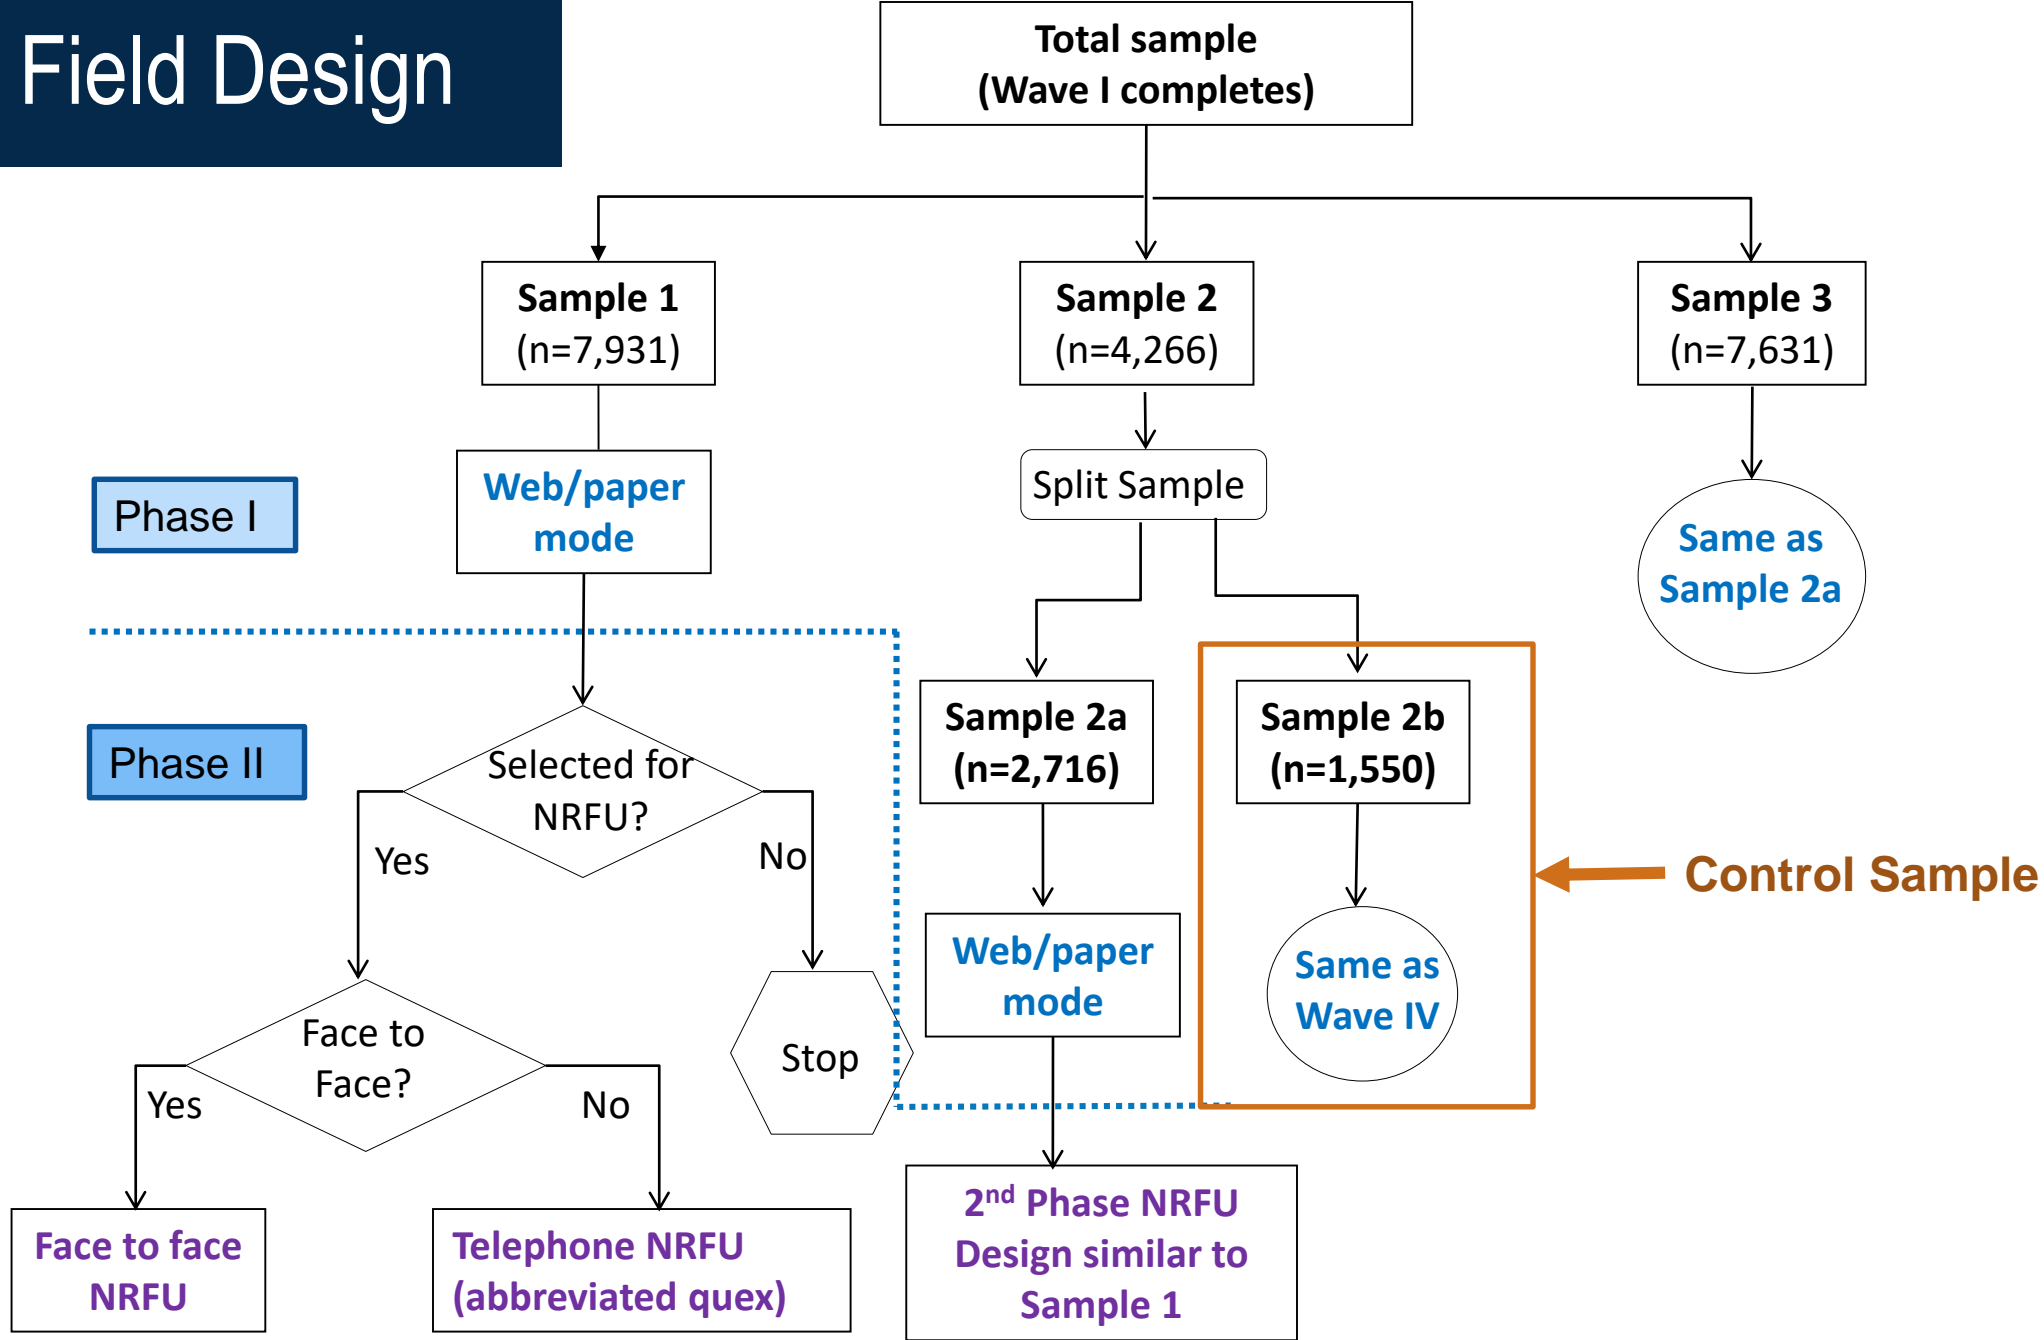 Field Design
Total sample
(Wave I completes)
Sample 1
(n=7,931)
Sample 2
(n=4,266)
Sample 3
(n=7,631)
Phase I
Web/paper
mode
Split Sample
Same as
Sample 2a
Phase II
Selected for
NRFU?
Yes
No
Sample 2a
(n=2,716)
Sample 2b
(n=1,550)
Control Sample
Web/paper
mode
Same as
Wave IV
Face to
Face?
Yes
No
Stop
Face to face
NRFU
Telephone NRFU
(abbreviated quex)
2nd Phase NRFU
Design similar to
Sample 1